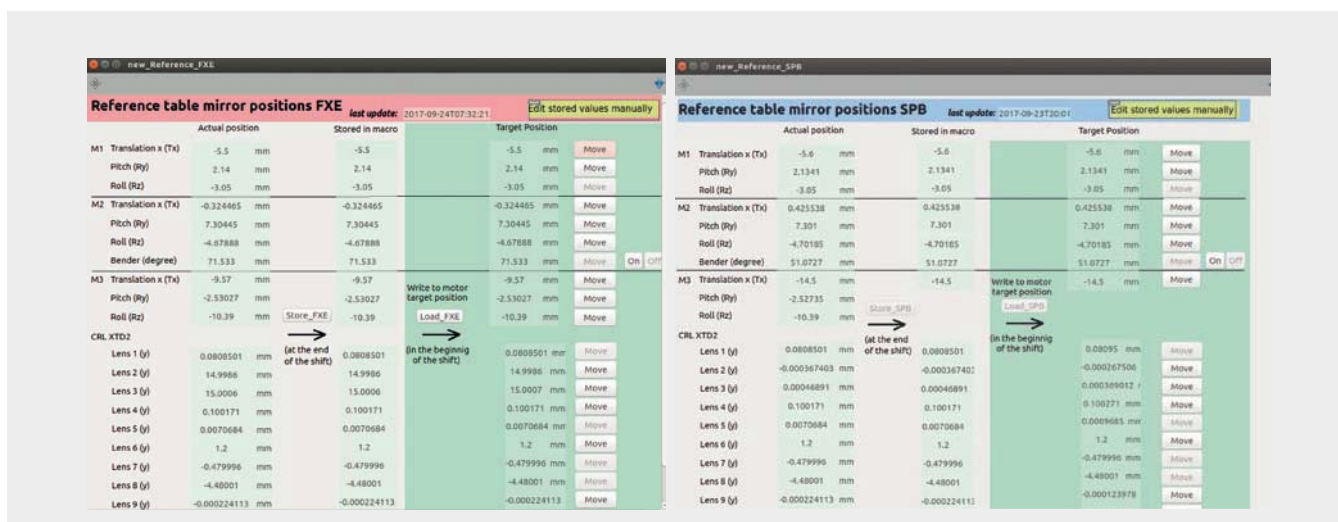 new_Reference_FXE
Reference table mirror positions FXE last update: 2017-09-24T07:32:21 Edit stored values manually
Actual position Stored in macro Target Position
M1 Translation x (Tx) -5.5 mm -5.5 -5.5 mm Move
Pitch (Ry) 2.14 mm 2.14 2.14 mm Move
Roll (Rz) -3.05 mm -3.05 -3.05 mm Move
M2 Translation x (Tx) -0.324465 mm -0.324465 -0.324465 mm Move
Pitch (Ry) 7.30445 mm 7.30445 7.30445 mm Move
Roll (Rz) -4.67888 mm -4.67888 -4.67888 mm Move
Bender (degree) 71.533 mm 71.533 71.533 mm Move On Off
M3 Translation x (Tx) -9.57 mm -9.57 -9.57 mm Move
Write to motor
target position
Pitch (Ry) -2.53027 mm -2.53027 -2.53027 mm Move
Roll (Rz) -10.39 mm Store_FXE -10.39 Load_FXE -10.39 mm Move
CRL XTD2
(at the end
of the shift)
(in the beginnig
of the shift)
Lens 1 (y) 0.0808501 mm 0.0808501 0.0808501 mm Move
Lens 2 (y) 14.9986 mm 14.9986 14.9986 mm Move
Lens 3 (y) 15.0006 mm 15.0006 15.0007 mm Move
Lens 4 (y) 0.100171 mm 0.100171 0.100171 mm Move
Lens 5 (y) 0.0070684 mm 0.0070684 0.0070684 mm Move
Lens 6 (y) 1.2 mm 1.2 1.2 mm Move
Lens 7 (y) -0.479996 mm -0.479996 -0.479996 mm Move
Lens 8 (y) -4.48001 mm -4.48001 -4.48001 mm Move
Lens 9 (y) -0.000224113 mm -0.000224113 -0.000224113 Move
new_Reference_SPB
Reference table mirror positions SPB last update: 2017-09-23T20:01 Edit stored values manually
Actual position Stored in macro Target Position
M1 Translation x (Tx) -5.6 mm -5.6 -5.6 mm Move
Pitch (Ry) 2.1341 mm 2.1341 2.1341 mm Move
Roll (Rz) -3.05 mm -3.05 -3.05 mm Move
M2 Translation x (Tx) 0.425538 mm 0.425538 0.425538 mm Move
Pitch (Ry) 7.301 mm 7.301 7.301 mm Move
Roll (Rz) -4.70185 mm -4.70185 -4.70185 mm Move
Bender (degree) 51.0727 mm 51.0727 51.0727 mm Move On Off
M3 Translation x (Tx) -14.5 mm -14.5 -14.5 mm Move
Write to motor
target position
Pitch (Ry) -2.52735 mm Store_SPB Load_SPB
Roll (Rz) -10.39 mm
CRL XTD2
(at the end
of the shift)
(in the beginnig
of the shift)
Lens 1 (y) 0.0808501 mm 0.0808501 0.08095 mm Move
Lens 2 (y) -0.000367403 mm -0.000367403 -0.000267506 Move
Lens 3 (y) 0.00046891 mm 0.00046891 0.000369012 Move
Lens 4 (y) 0.100171 mm 0.100171 0.100271 mm Move
Lens 5 (y) 0.0070684 mm 0.0070684 mm Move
Lens 6 (y) 1.2 mm 1.2 1.2 mm Move
Lens 7 (y) -0.479996 mm -0.479996 -0.479996 mm Move
Lens 8 (y) -4.48001 mm -4.48001 -4.48001 mm Move
Lens 9 (y) -0.000224113 mm -0.000224113 -0.000123978 Move